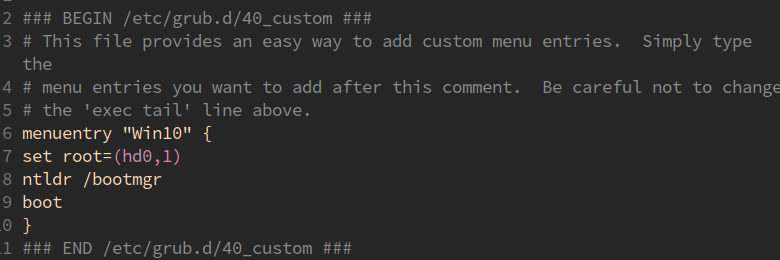 2 ### BEGIN /etc/grub.d/40_custom ###
3 # This file provides an easy way to add custom menu entries.  Simply type
the
4 # menu entries you want to add after this comment.  Be careful not to change
5 # the 'exec tail' line above.
6 menuentry "Win10" {
7 set root=(hd0,1)
8 ntldr /bootmgr
9 boot
0 }
1 ### END /etc/grub.d/40_custom ###